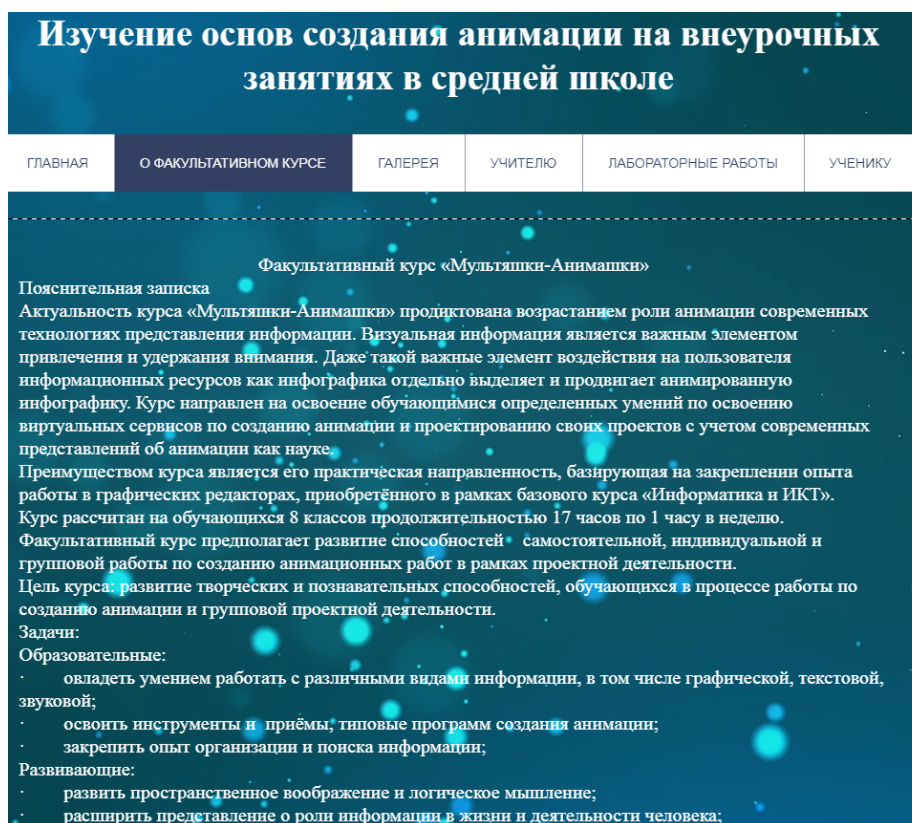 Изучение основ создания анимации на внеурочных
занятиях в средней школе
ГЛАВНАЯ О ФАКУЛЬТАТИВНОМ КУРСЕ ГАЛЕРЕЯ УЧИТЕЛЮ ЛАБОРАТОРНЫЕ РАБОТЫ УЧЕНИКУ
Факультативный курс «Мультяшки-Анимашки»
Пояснительная записка
Актуальность курса «Мультяшки-Анимашки» продиктована возрастанием роли анимации современных
технологиях представления информации. Визуальная информация является важным элементом
привлечения и удержания внимания. Даже такой важные элемент воздействия на пользователя
информационных ресурсов как инфографика отдельно выделяет и продвигает анимированную
инфографику. Курс направлен на освоение обучающимися определенных умений по освоению
виртуальных сервисов по созданию анимации и проектированию своих проектов с учетом современных
представлений об анимации как науке.
Преимуществом курса является его практическая направленность, базирующая на закреплении опыта
работы в графических редакторах, приобретённого в рамках базового курса «Информатика и ИКТ».
Курс рассчитан на обучающихся 8 классов продолжительностью 17 часов по 1 часу в неделю.
Факультативный курс предполагает развитие способностей самостоятельной, индивидуальной и
групповой работы по созданию анимационных работ в рамках проектной деятельности.
Цель курса: развитие творческих и познавательных способностей, обучающихся в процессе работы по
созданию анимации и групповой проектной деятельности.
Задачи:
Образовательные:
· овладеть умением работать с различными видами информации, в том числе графической, текстовой,
звуковой;
· освоить инструменты и приёмы, типовые программ создания анимации;
· закрепить опыт организации и поиска информации;
Развивающие:
· развить пространственное воображение и логическое мышление;
· расширить представление о роли информации в жизни и деятельности человека;